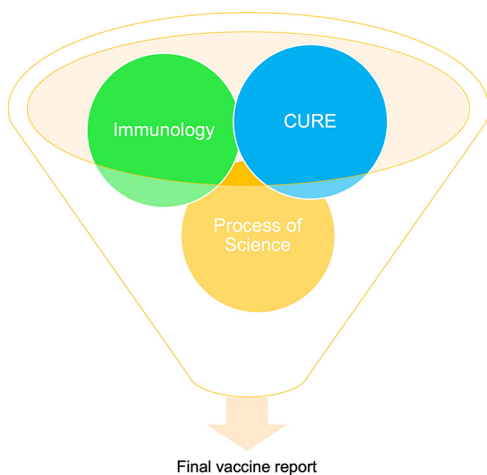 Immunology
CURE
Process of
Science
Final vaccine report